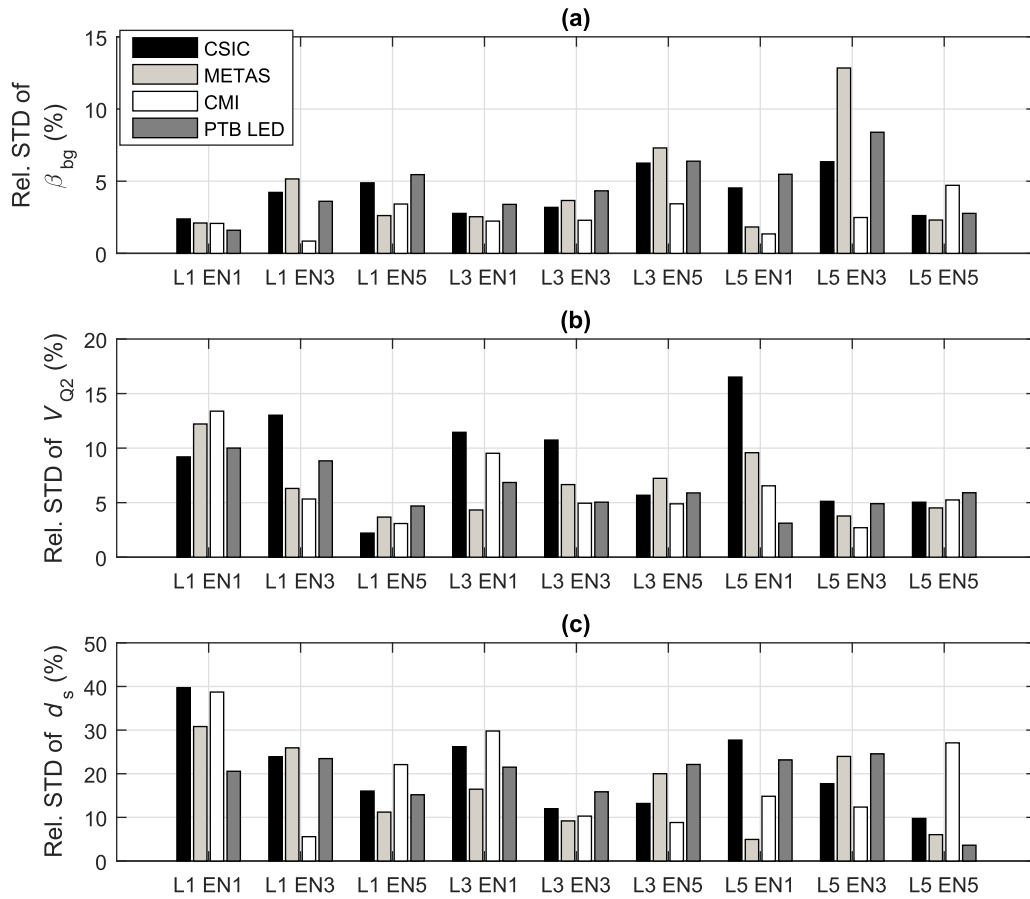 (a)
Rel. STD of
β bg (%)
15
10
5
0
CSIC
METAS
CMI
PTB LED
L1 EN1 L1 EN3 L1 EN5 L3 EN1 L3 EN3 L3 EN5 L5 EN1 L5 EN3 L5 EN5
(b)
Rel. STD of V Q2 (%)
20
15
10
5
0
L1 EN1 L1 EN3 L1 EN5 L3 EN1 L3 EN3 L3 EN5 L5 EN1 L5 EN3 L5 EN5
(c)
Rel. STD of d s (%)
50
40
30
20
10
0
L1 EN1 L1 EN3 L1 EN5 L3 EN1 L3 EN3 L3 EN5 L5 EN1 L5 EN3 L5 EN5